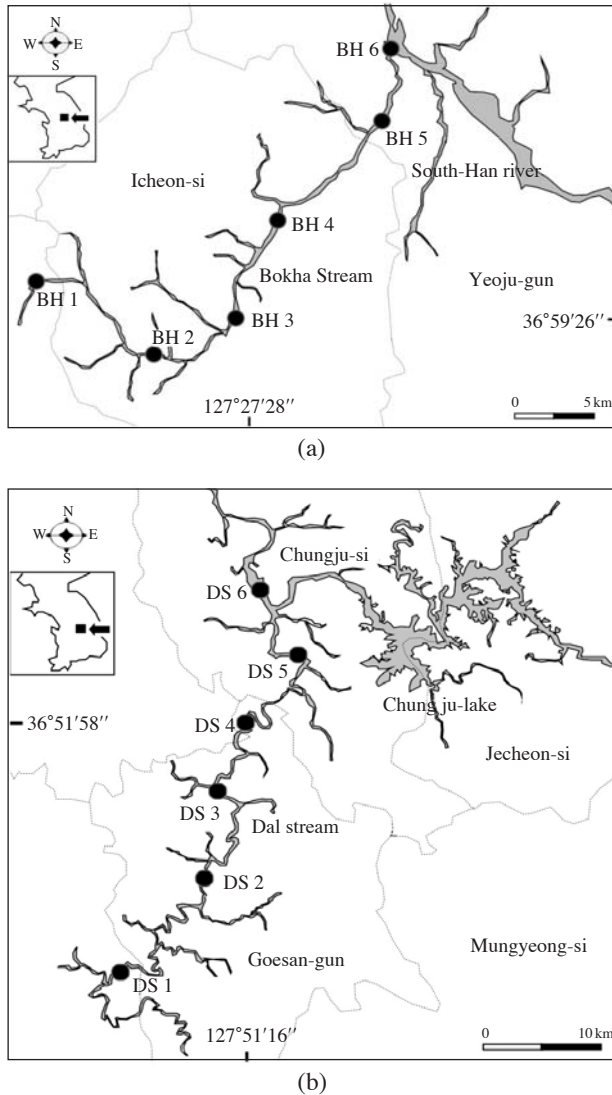 N
W E
S
BH 6
BH 5
Icheon-si
South-Han river
BH 4
Bokha Stream
Yeoju-gun
BH 1
BH 3
36°59′26′′
BH 2
127°27′28′′
0 5 km
(a)
N
W E
S
Chungju-si
DS 6
DS 5
Chung ju-lake
36°51′58′′
DS 4
Jecheon-si
DS 3
Dal stream
DS 2
Goesan-gun
Mungyeong-si
DS 1
127°51′16′′
0 10 km
(b)